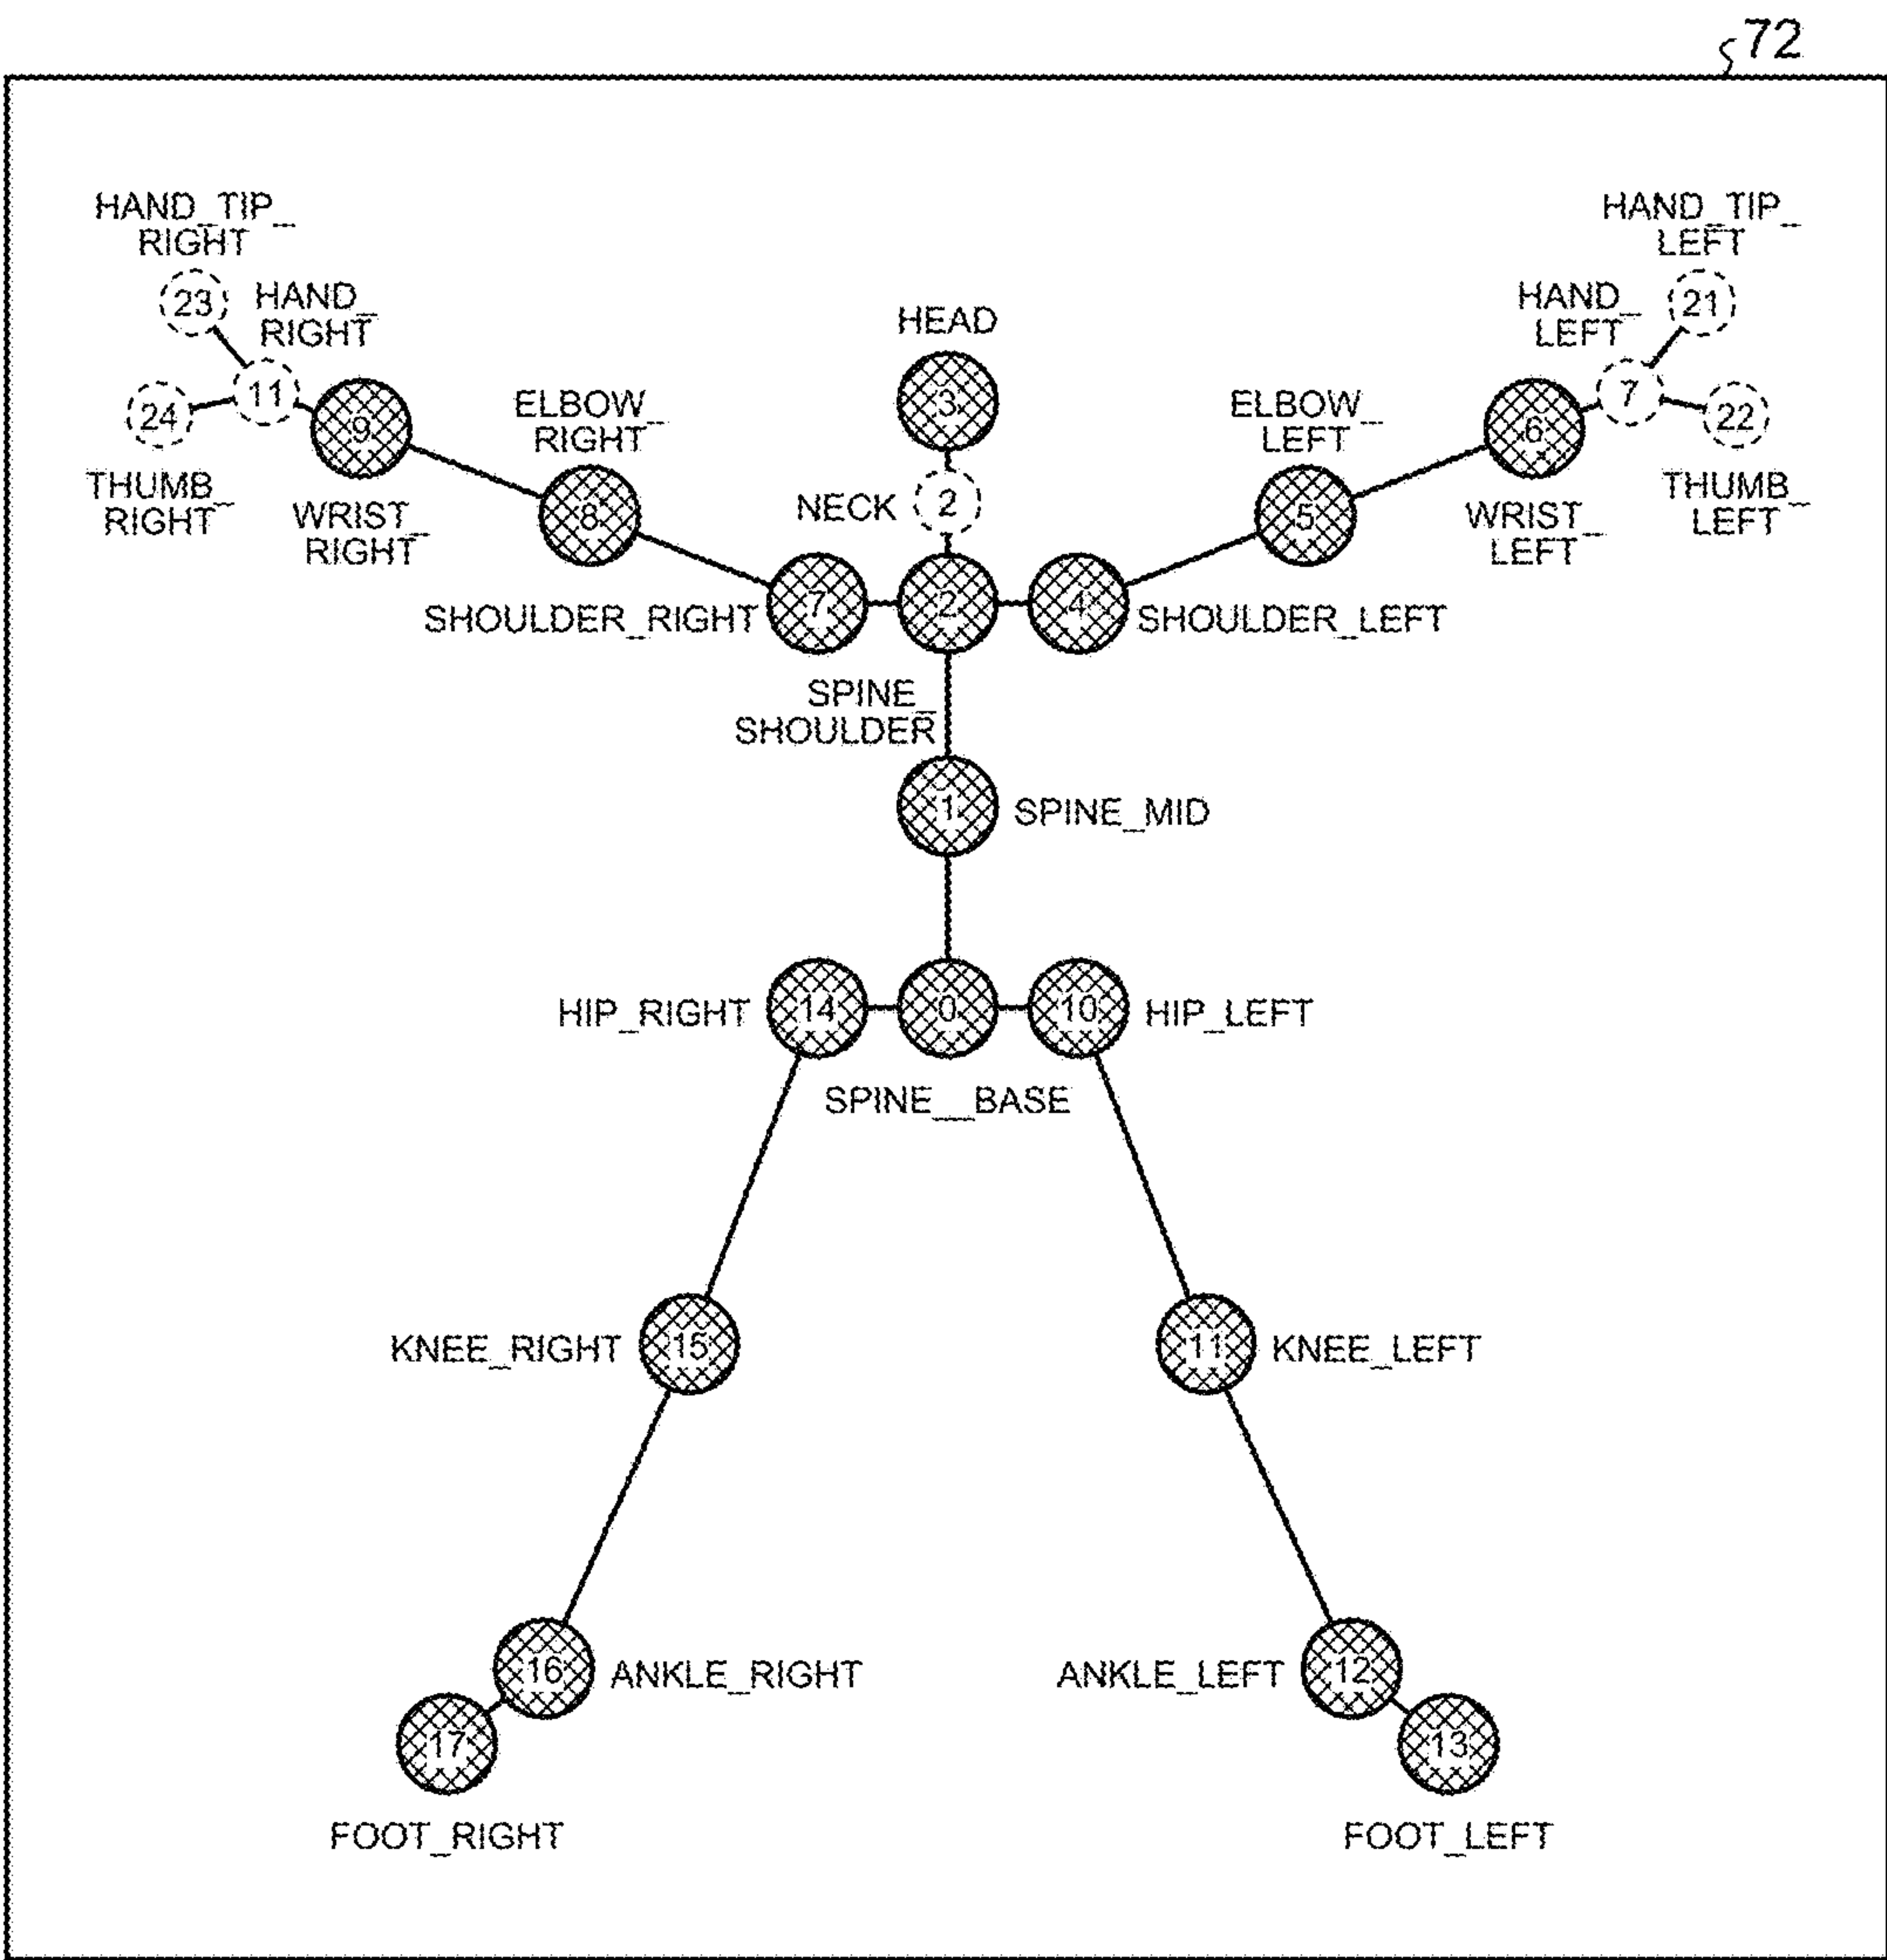 72
HAND_TIP_
RIGHT
HAND_TIP_
LEFT
23
HAND_
RIGHT
HAND_
LEFT
21
HEAD
24
11
9
ELBOW_
RIGHT
3
ELBOW_
LEFT
6
7
22
THUMB_
RIGHT
WRIST_
RIGHT
8
NECK
2
5
WRIST_
LEFT
THUMB_
LEFT
SHOULDER_RIGHT
7
2
4
SHOULDER_LEFT
SPINE_
SHOULDER
1
SPINE_MID
HIP_RIGHT
14
0
10
HIP_LEFT
SPINE_BASE
KNEE_RIGHT
15
11
KNEE_LEFT
16
ANKLE_RIGHT
ANKLE_LEFT
12
17
13
FOOT_RIGHT
FOOT_LEFT